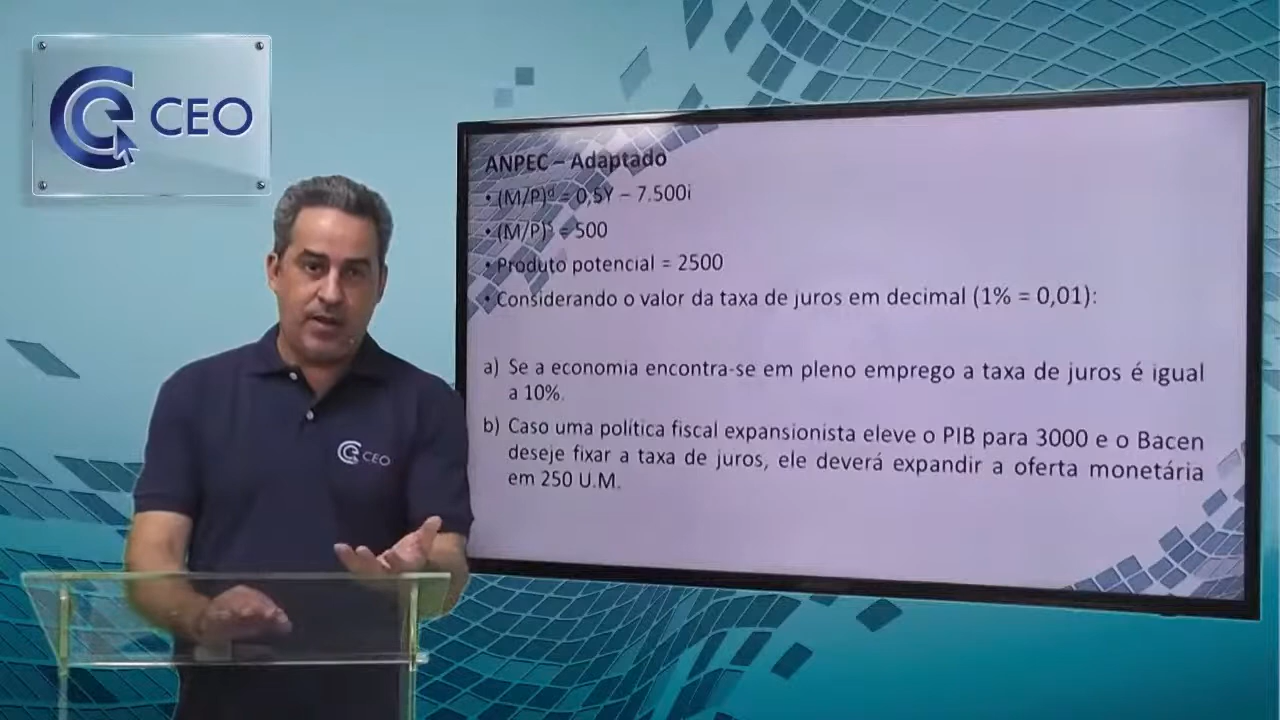 CEO
ANPEC – Adaptado
• (M/P)ᵈ = 0,5Y – 7.500i
• (M/P)ˢ = 500
• Produto potencial = 2500
• Considerando o valor da taxa de juros em decimal (1% = 0,01):
a) Se a economia encontra-se em pleno emprego a taxa de juros é igual
a 10%.
b) Caso uma política fiscal expansionista eleve o PIB para 3000 e o Bacen
deseje fixar a taxa de juros, ele deverá expandir a oferta monetária
em 250 U.M.
CEO